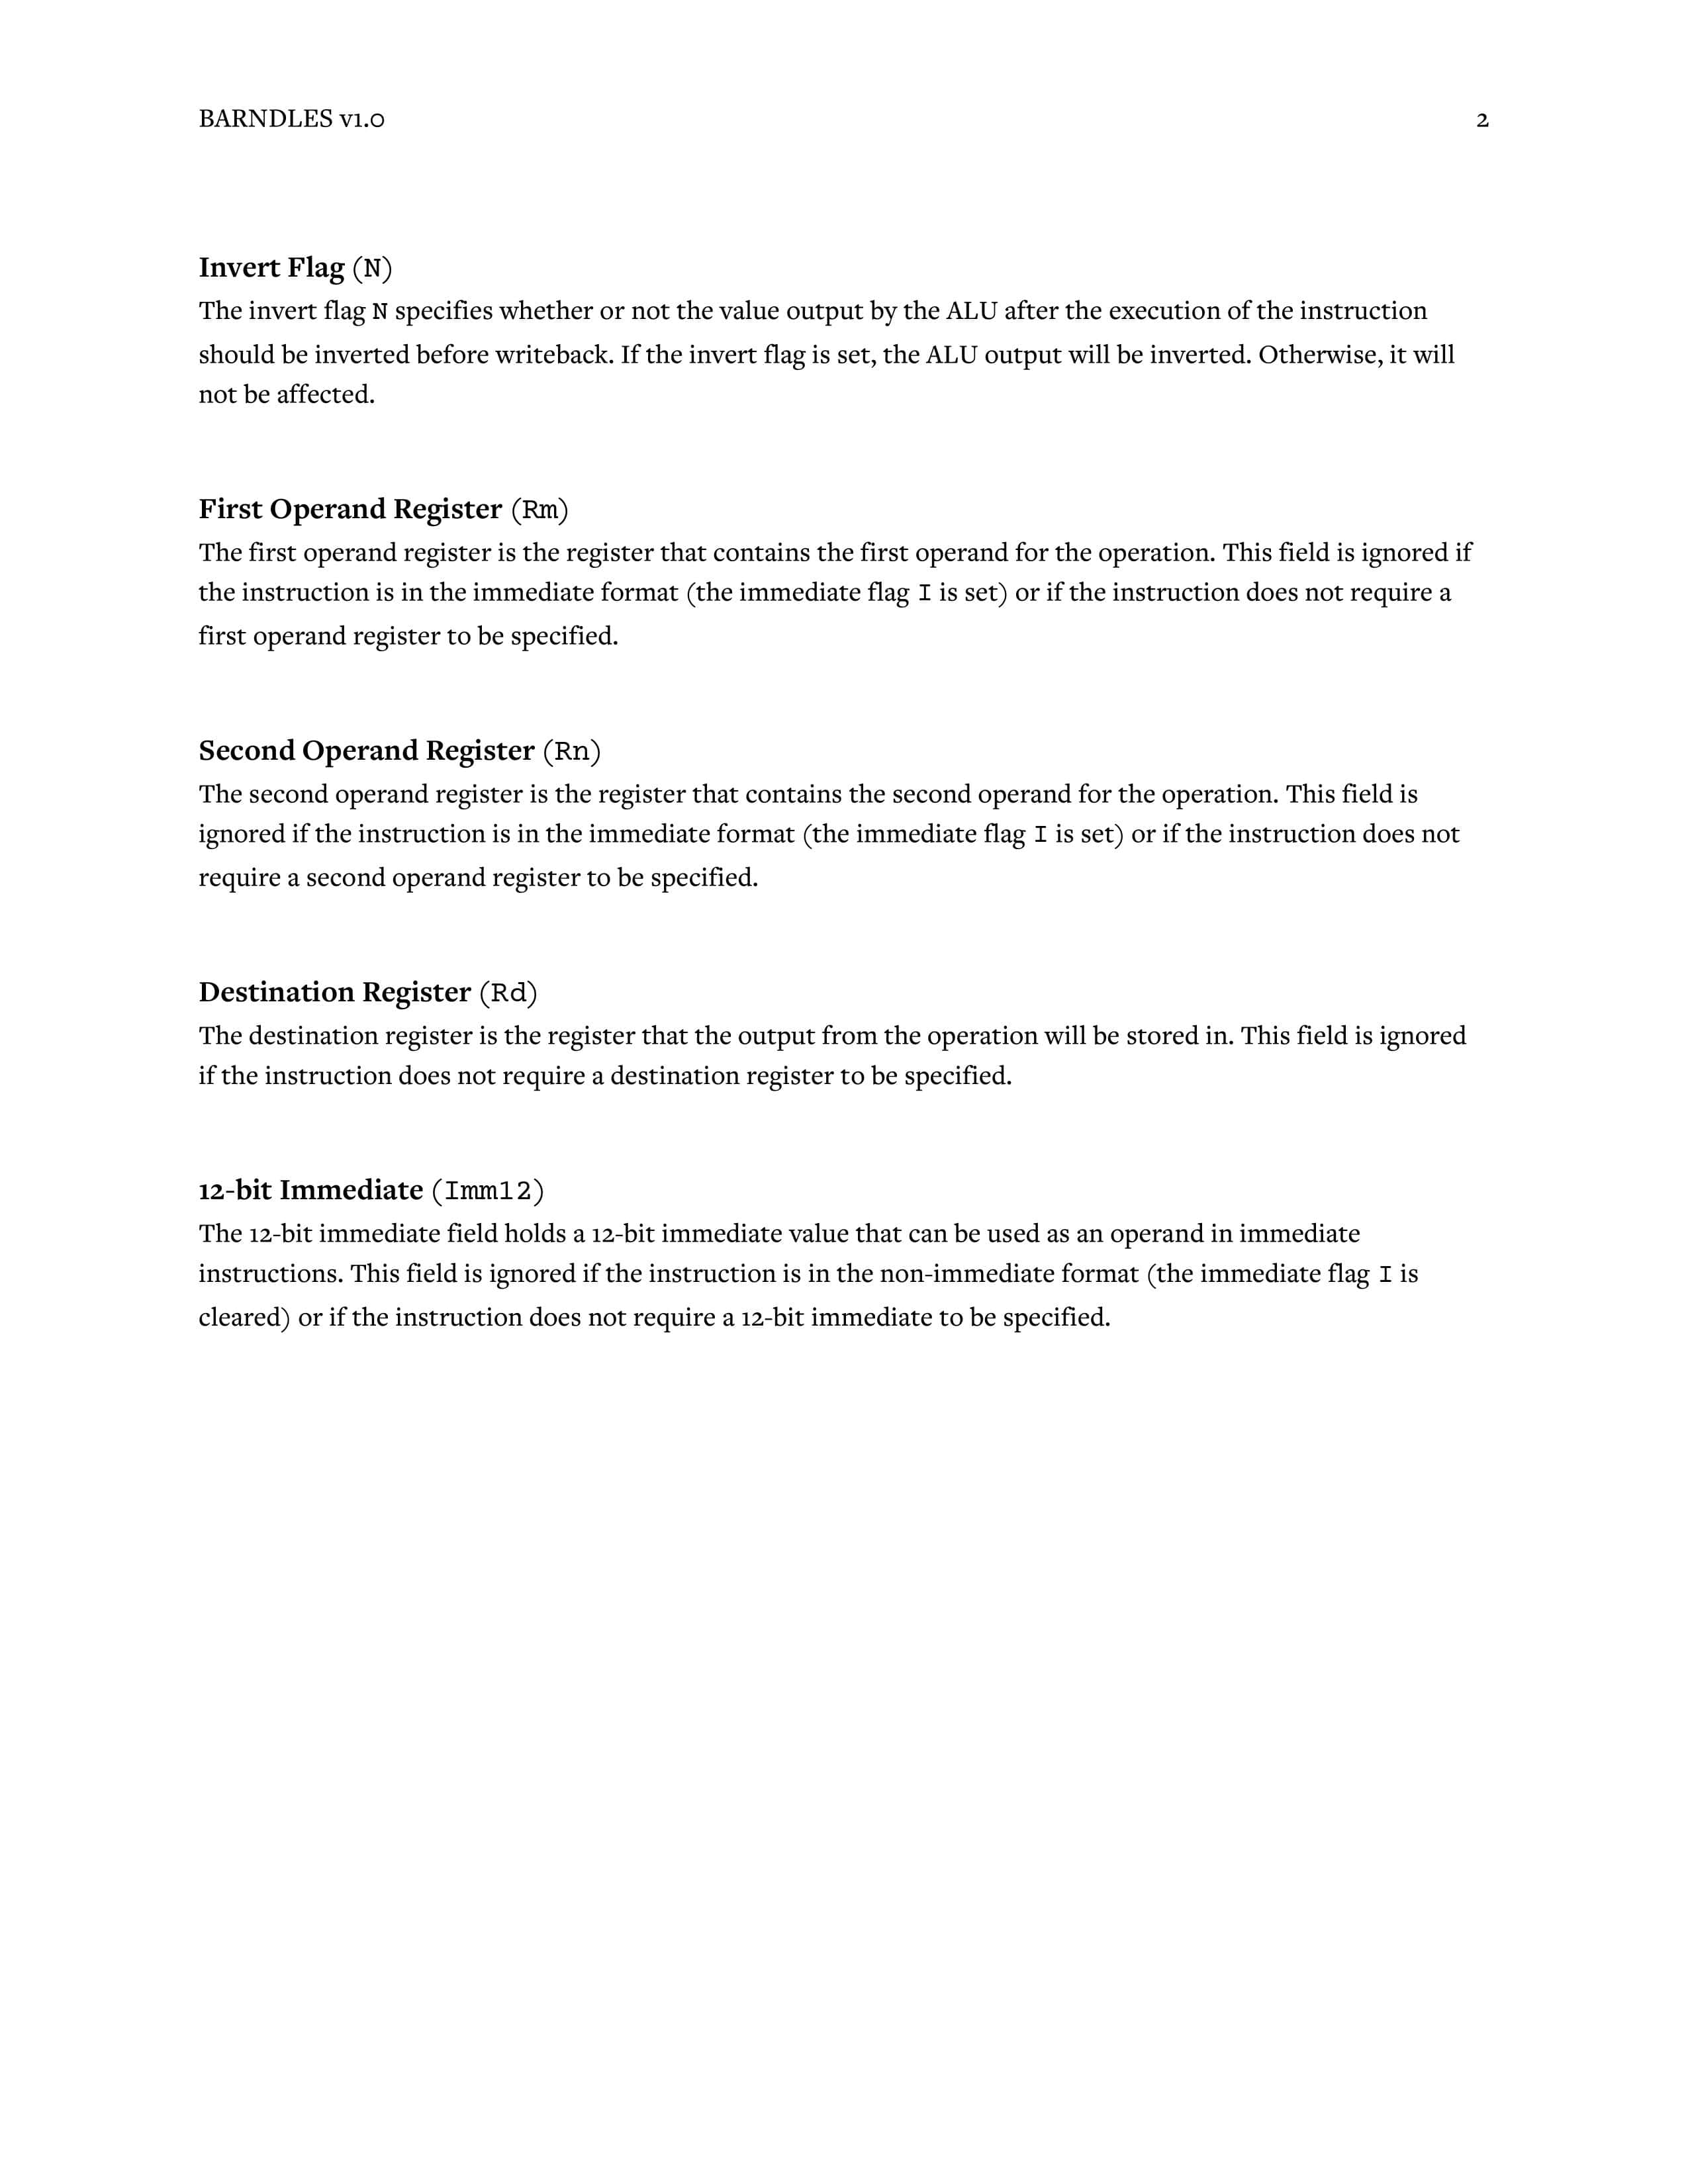 BARNDLES v1.0 2
Invert Flag (N)
The invert flag N specifies whether or not the value output by the ALU after the execution of the instruction
should be inverted before writeback. If the invert flag is set, the ALU output will be inverted. Otherwise, it will
not be affected.
First Operand Register (Rm)
The first operand register is the register that contains the first operand for the operation. This field is ignored if
the instruction is in the immediate format (the immediate flag I is set) or if the instruction does not require a
first operand register to be specified.
Second Operand Register (Rn)
The second operand register is the register that contains the second operand for the operation. This field is
ignored if the instruction is in the immediate format (the immediate flag I is set) or if the instruction does not
require a second operand register to be specified.
Destination Register (Rd)
The destination register is the register that the output from the operation will be stored in. This field is ignored
if the instruction does not require a destination register to be specified.
12-bit Immediate (Imm12)
The 12-bit immediate field holds a 12-bit immediate value that can be used as an operand in immediate
instructions. This field is ignored if the instruction is in the non-immediate format (the immediate flag I is
cleared) or if the instruction does not require a 12-bit immediate to be specified.